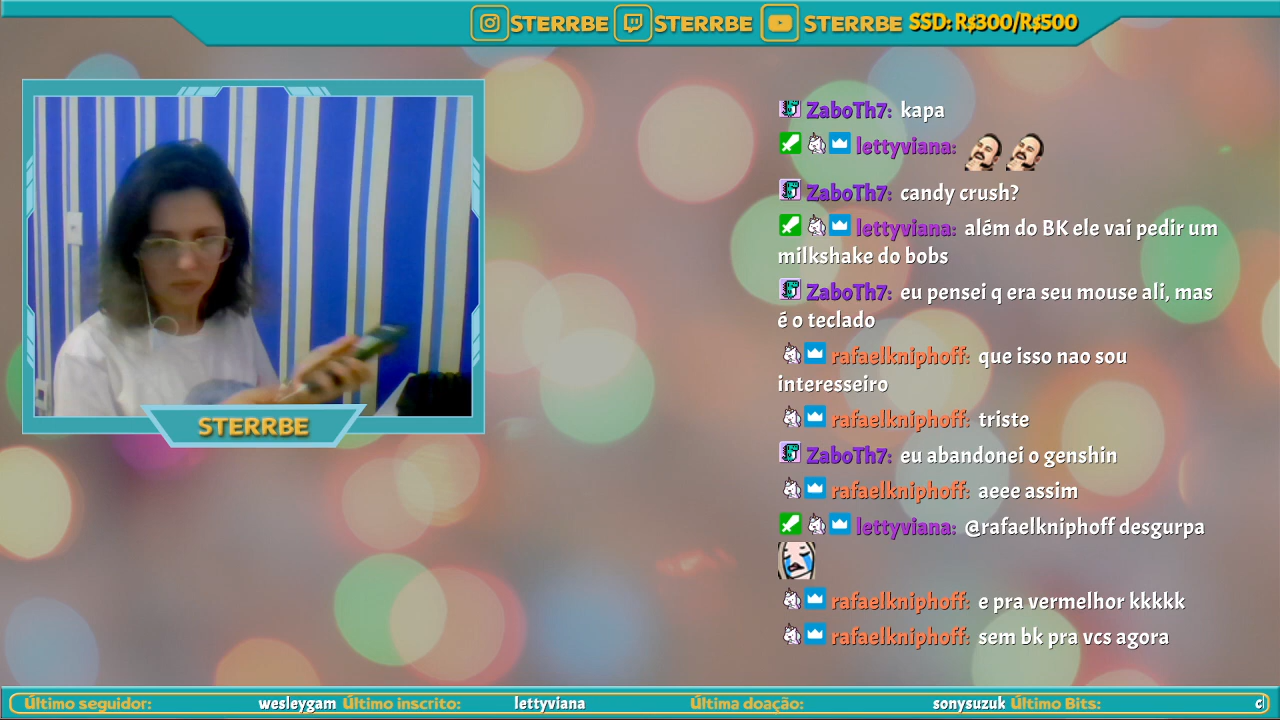 STERRBE STERRBE STERRBE SSD: R$300/R$500
STERRBE
ZaboTh7: kapa
lettyviana:
ZaboTh7: candy crush?
lettyviana: além do BK ele vai pedir um
milkshake do bobs
ZaboTh7: eu pensei q era seu mouse ali, mas
é o teclado
rafaelkniphoff: que isso nao sou
interesseiro
rafaelkniphoff: triste
ZaboTh7: eu abandonei o genshin
rafaelkniphoff: aeee assim
lettyviana: @rafaelkniphoff desgurpa
rafaelkniphoff: e pra vermelhor kkkkk
rafaelkniphoff: sem bk pra vcs agora
Último seguidor: wesleygam Último inscrito: lettyviana Última doação: sonysuzuk Último Bits: